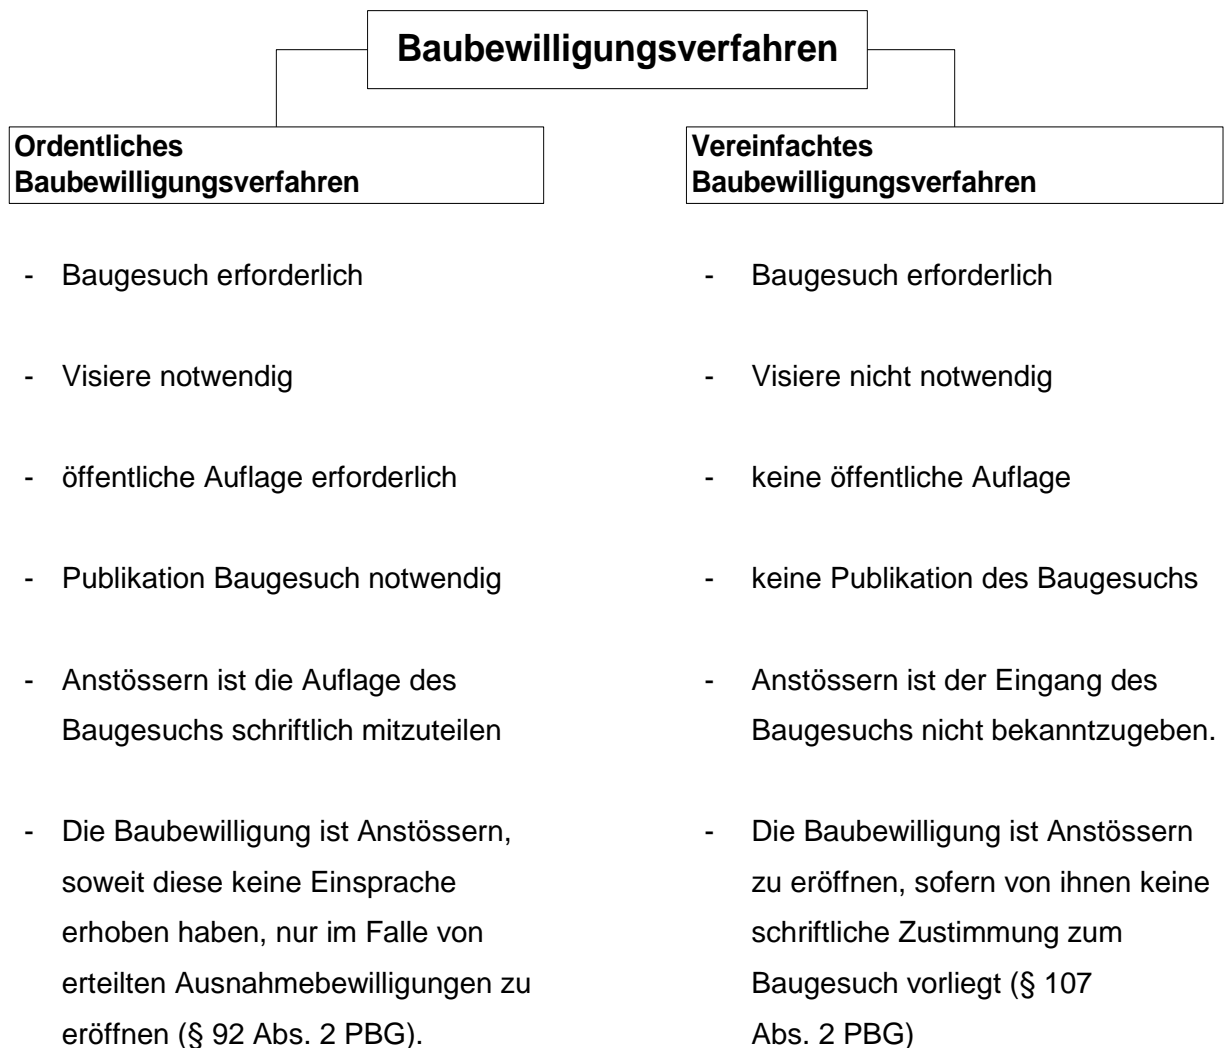 Baubewilligungsverfahren
Ordentliches
Baubewilligungsverfahren
- Baugesuch erforderlich
- Visiere notwendig
- öffentliche Auflage erforderlich
- Publikation Baugesuch notwendig
- Anstössern ist die Auflage des
Baugesuchs schriftlich mitzuteilen
- Die Baubewilligung ist Anstössern,
soweit diese keine Einsprache
erhoben haben, nur im Falle von
erteilten Ausnahmebewilligungen zu
eröffnen (§ 92 Abs. 2 PBG).
Vereinfachtes
Baubewilligungsverfahren
- Baugesuch erforderlich
- Visiere nicht notwendig
- keine öffentliche Auflage
- keine Publikation des Baugesuchs
- Anstössern ist der Eingang des
Baugesuchs nicht bekanntzugeben.
- Die Baubewilligung ist Anstössern
zu eröffnen, sofern von ihnen keine
schriftliche Zustimmung zum
Baugesuch vorliegt (§ 107
Abs. 2 PBG)